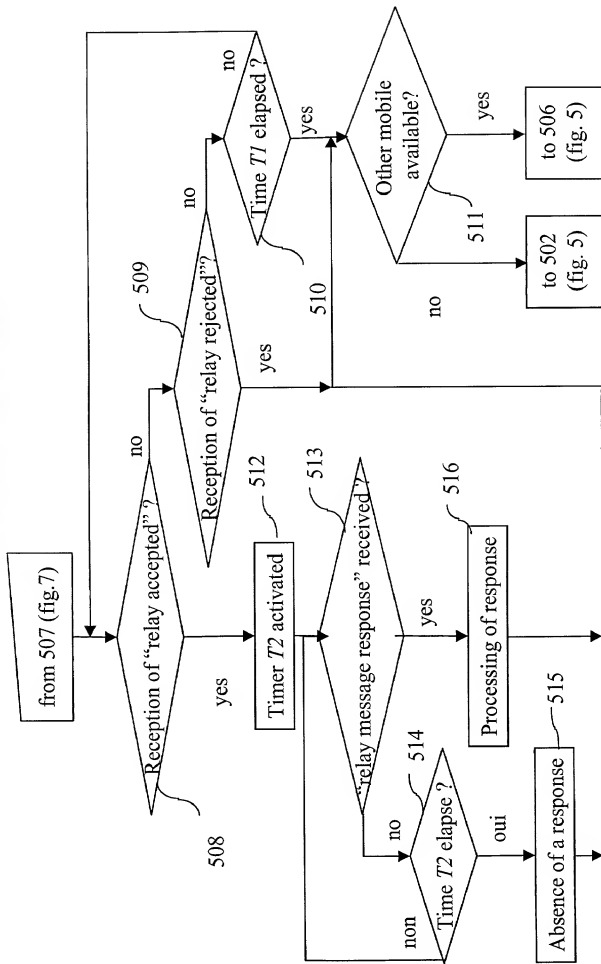 from 507 (fig.7)
Reception of “relay accepted” ?
508
no
yes
Reception of “relay rejected”?
509
no
yes
Time T1 elapsed ?
510
no
yes
Other mobile
available?
511
no
yes
to 502
(fig. 5)
to 506
(fig. 5)
Timer T2 activated
512
“relay message response” received ?
513
no
yes
Time T2 elapse ?
514
non
oui
Absence of a response
515
Processing of response
516